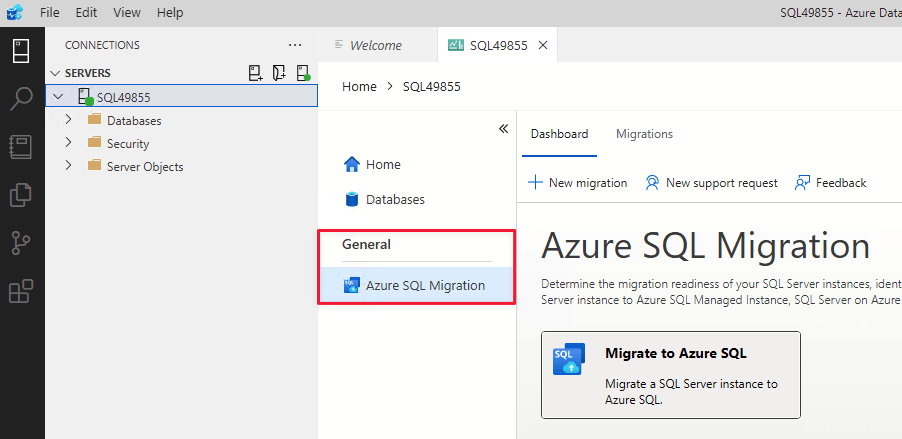 File Edit View Help
SQL49855 - Azure Data
CONNECTIONS
SERVERS
SQL49855
Databases
Security
Server Objects
Welcome
SQL49855
Home > SQL49855
Home
Databases
General
Azure SQL Migration
Dashboard Migrations
New migration New support request Feedback
Azure SQL Migration
Determine the migration readiness of your SQL Server instances, ident
Server instance to Azure SQL Managed Instance, SQL Server on Azure
SQL
Migrate to Azure SQL
Migrate a SQL Server instance to
Azure SQL.